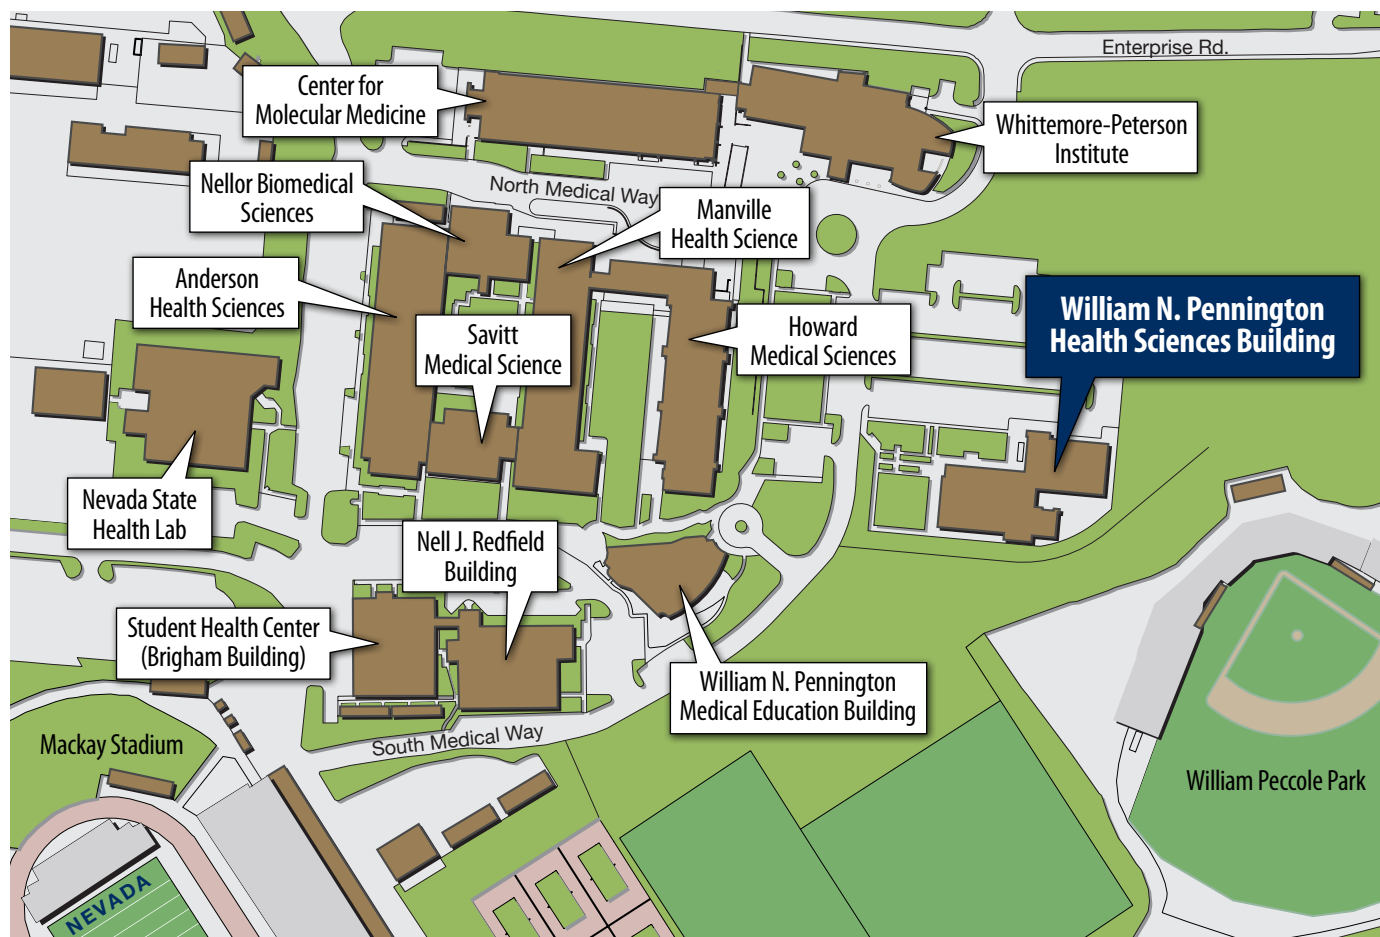 Enterprise Rd.
Center for
Molecular Medicine
Whittemore-Peterson
Institute
Nellor Biomedical
Sciences
North Medical Way
Manville
Health Science
Anderson
Health Sciences
Savitt
Medical Science
Howard
Medical Sciences
William N. Pennington
Health Sciences Building
Nevada State
Health Lab
Nell J. Redfield
Building
Student Health Center
(Brigham Building)
William N. Pennington
Medical Education Building
South Medical Way
Mackay Stadium
William Peccole Park
NEVADA